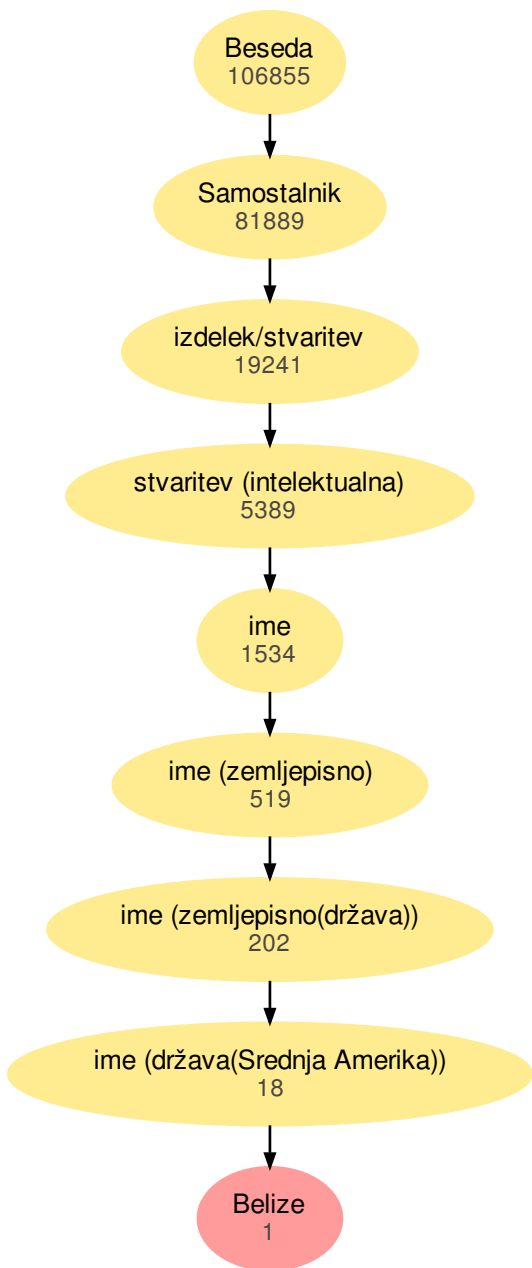 Beseda
106855
Samostalnik
81889
izdelek/stvaritev
19241
stvaritev (intelektualna)
5389
ime
1534
ime (zemljepisno)
519
ime (zemljepisno(država))
202
ime (država(Srednja Amerika))
18
Belize
1